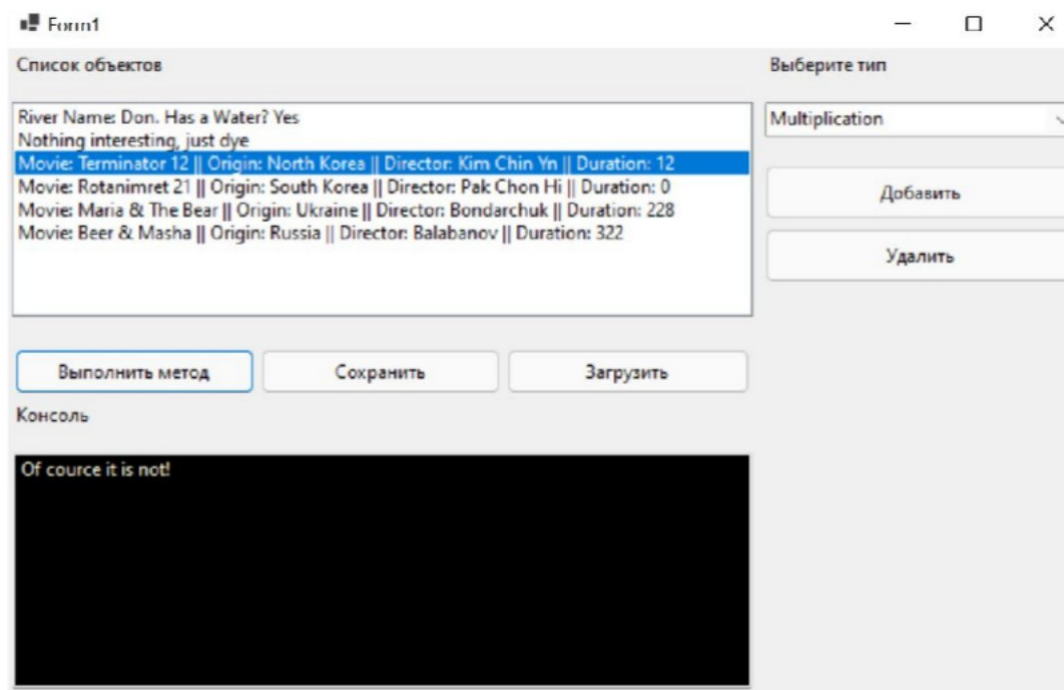 Form1
Список объектов
Выберите тип
River Name: Don. Has a Water? Yes
Nothing interesting, just dye
Movie: Terminator 12 || Origin: North Korea || Director: Kim Chin Yn || Duration: 12
Movie: Rotanimret 21 || Origin: South Korea || Director: Pak Chon Hi || Duration: 0
Movie: Maria & The Bear || Origin: Ukraine || Director: Bondarchuk || Duration: 228
Movie: Beer & Masha || Origin: Russia || Director: Balabanov || Duration: 322
Multiplication
Добавить
Удалить
Выполнить метод
Сохранить
Загрузить
Консоль
Of cource it is not!